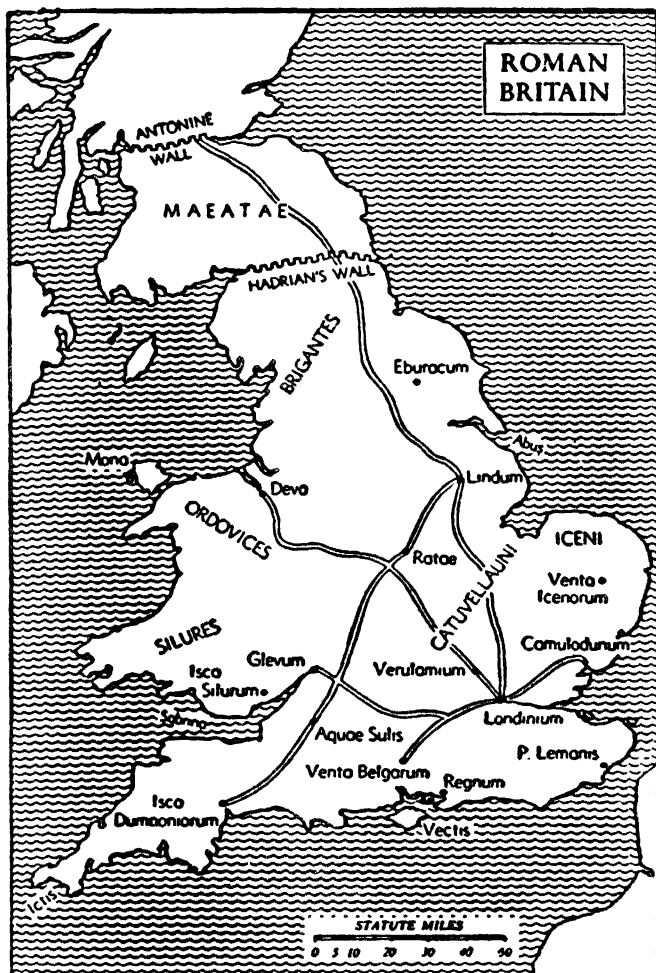 ROMAN
BRITAIN
ANTONINE
WALL
MAEATAE
HADRIAN'S WALL
BRIGANTES
Eburacum
Abus
Mona
Deva
Lindum
ORDOVICES
Ratae
ICENI
CATUVELLAUNI
Venta
Icenorum
SILURES
Isca
Silurum
Glevum
Verulamium
Camulodunum
Sabrina
Londinium
Aquae Sulis
P. Lemanis
Venta Belgarum
Regnum
Isca
Dumnoniorum
Vectis
Ictis
STATUTE MILES
0 5 10 20 30 40 50